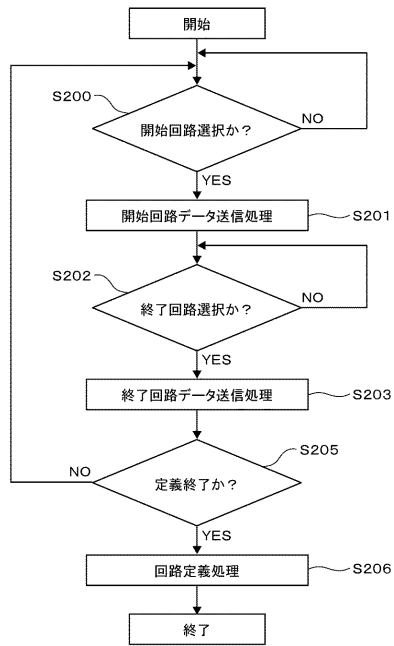 開始
S200
開始回路選択か？
NO
YES
開始回路データ送信処理
S201
S202
終了回路選択か？
NO
YES
終了回路データ送信処理
S203
S205
NO
定義終了か？
YES
回路定義処理
S206
終了